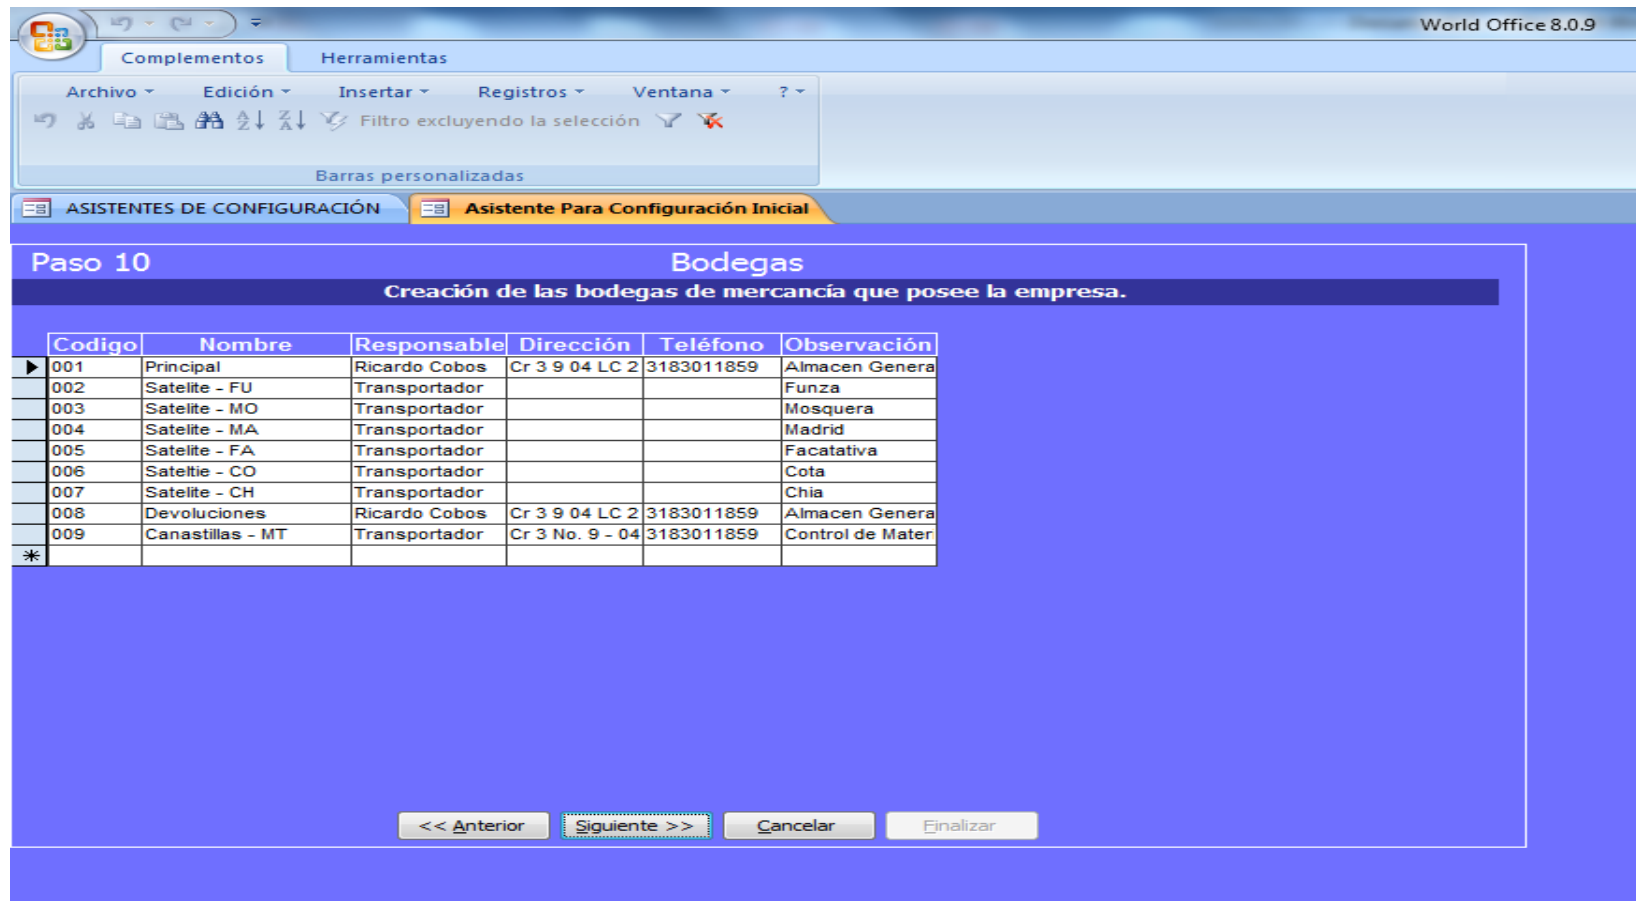 World Office 8.0.9
Complementos Herramientas
Archivo Edición Insertar Registros Ventana ?
Filtro excluyendo la selección
Barras personalizadas
ASISTENTES DE CONFIGURACIÓN Asistente Para Configuración Inicial
Paso 10 Bodegas
Creación de las bodegas de mercancía que posee la empresa.
Codigo Nombre Responsable Dirección Teléfono Observación
001 Principal Ricardo Cobos Cr 3 9 04 LC 2 3183011859 Almacen Genera
002 Satelite - FU Transportador Funza
003 Satelite - MO Transportador Mosquera
004 Satelite - MA Transportador Madrid
005 Satelite - FA Transportador Facatativa
006 Sateltie - CO Transportador Cota
007 Satelite - CH Transportador Chia
008 Devoluciones Ricardo Cobos Cr 3 9 04 LC 2 3183011859 Almacen Genera
009 Canastillas - MT Transportador Cr 3 No. 9 - 04 3183011859 Control de Mater
<< Anterior Siguiente >> Cancelar Finalizar